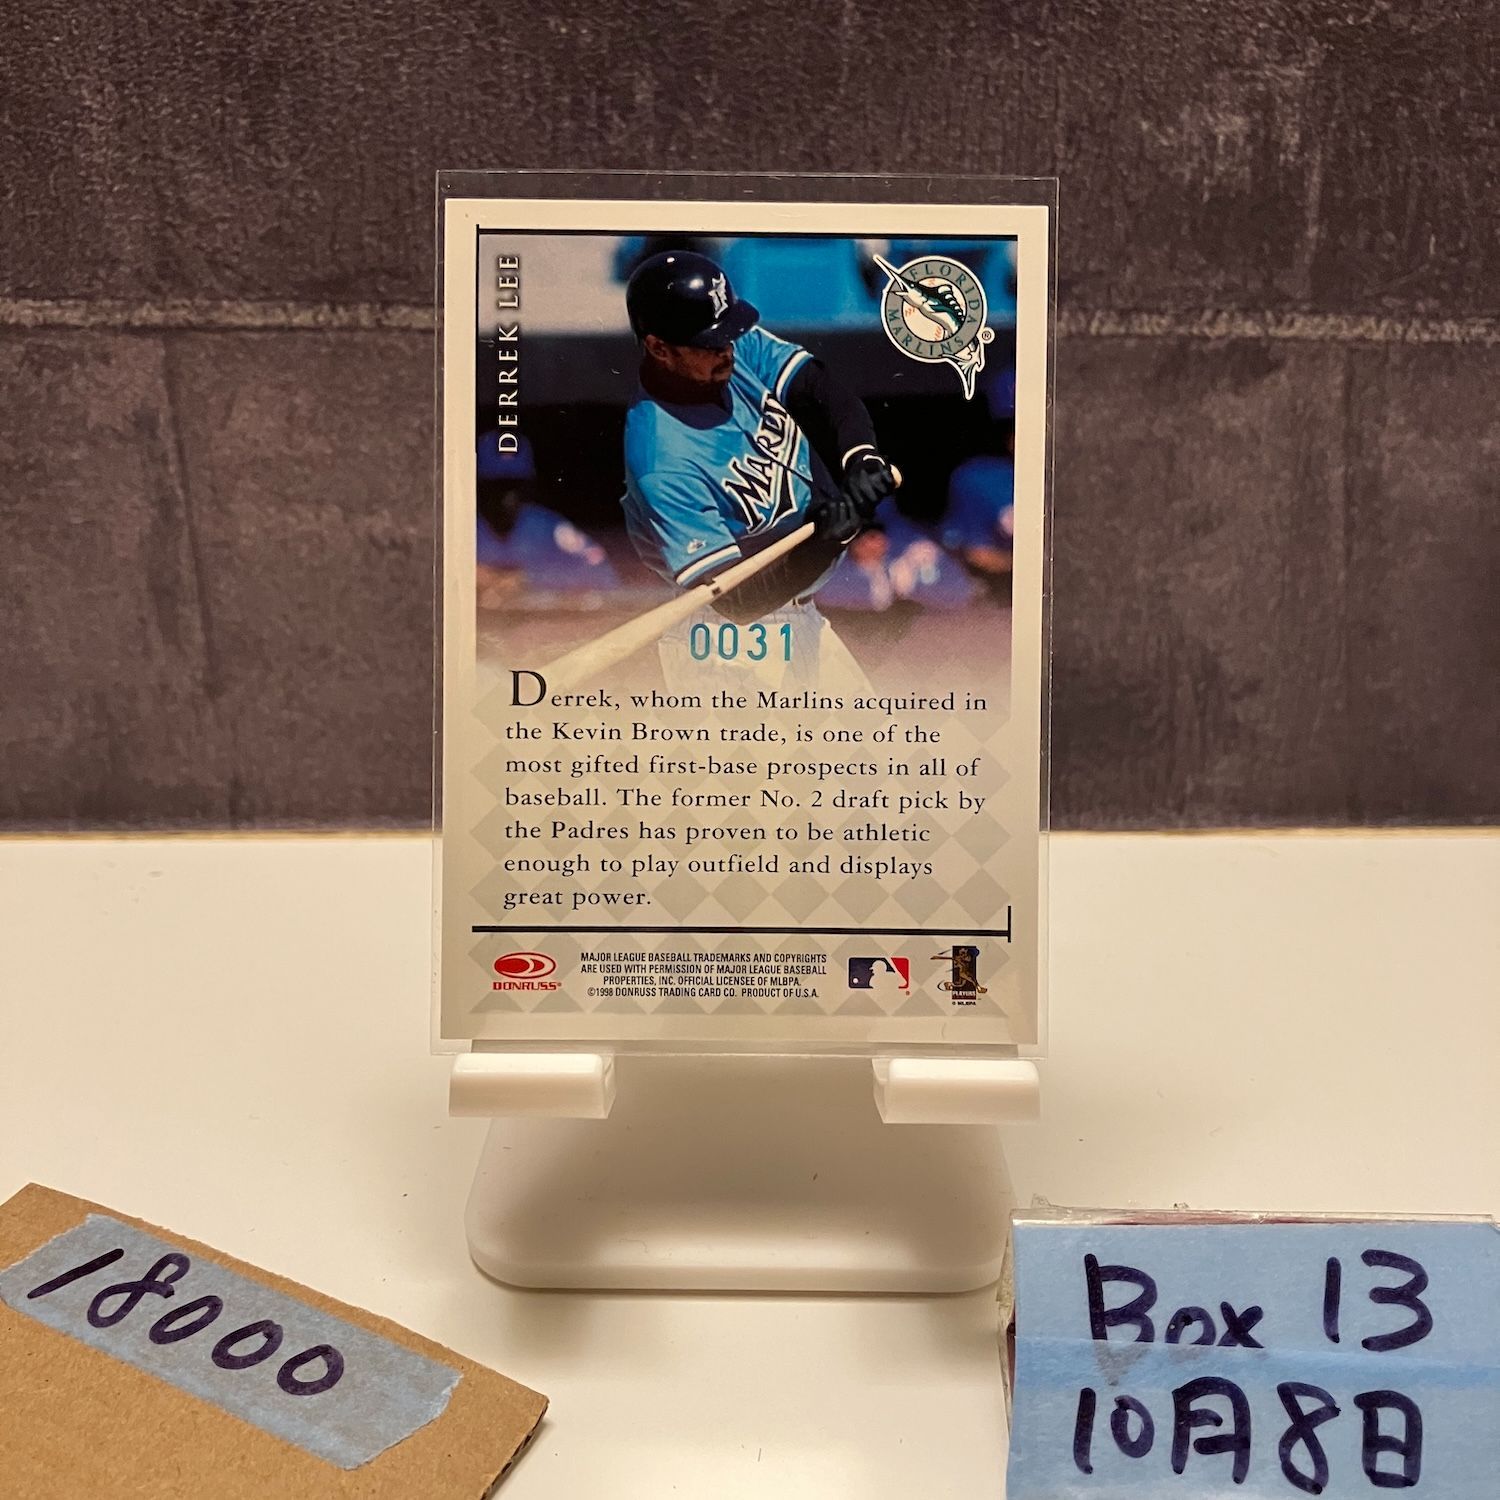 DERREK LEE
FLORIDA
MARLINS
®
MARLI
0031
Derrek, whom the Marlins acquired in
the Kevin Brown trade, is one of the
most gifted first-base prospects in all of
baseball. The former No. 2 draft pick by
the Padres has proven to be athletic
enough to play outfield and displays
great power.
DONRUSS®
MAJOR LEAGUE BASEBALL TRADEMARKS AND COPYRIGHTS
ARE USED WITH PERMISSION OF MAJOR LEAGUE BASEBALL
PROPERTIES, INC. OFFICIAL LICENSEE OF MLBPA.
©1998 DONRUSS TRADING CARD CO. PRODUCT OF U.S.A.
PLAYERS
© MLBPA
18000
Box 13
10月8日